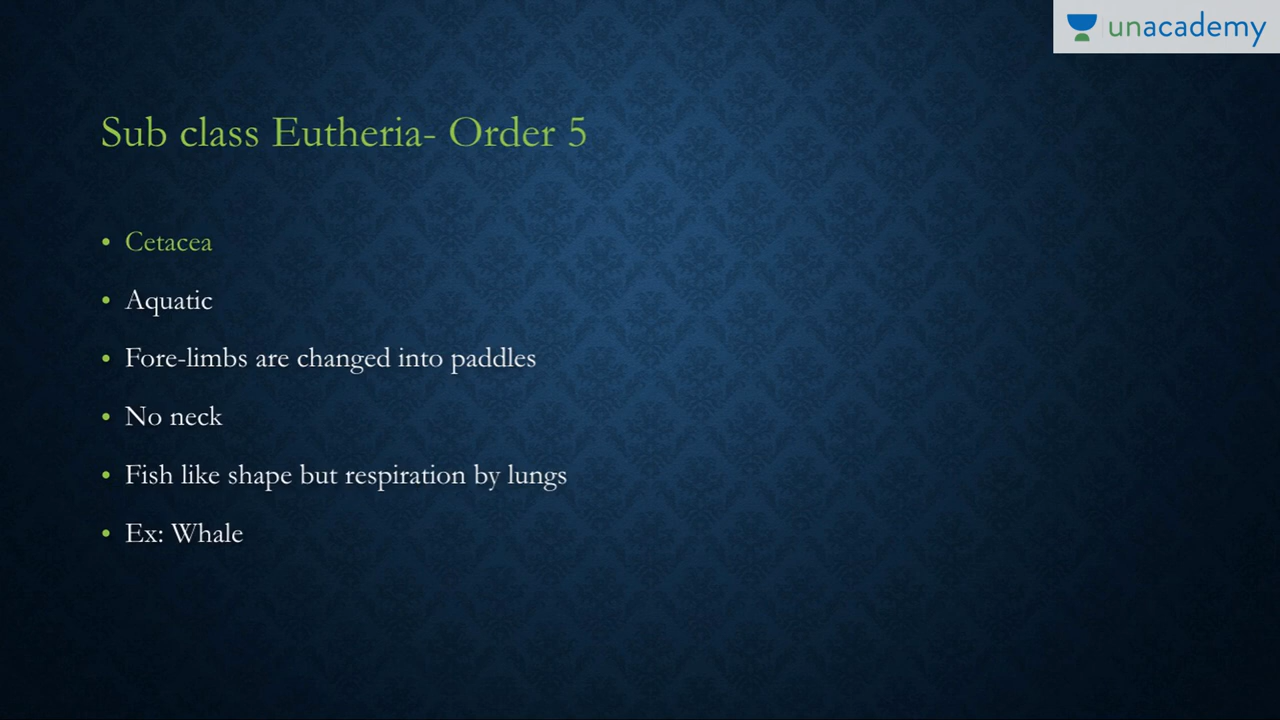 unacademy
Sub class Eutheria- Order 5
• Cetacea
• Aquatic
• Fore-limbs are changed into paddles
• No neck
• Fish like shape but respiration by lungs
• Ex: Whale